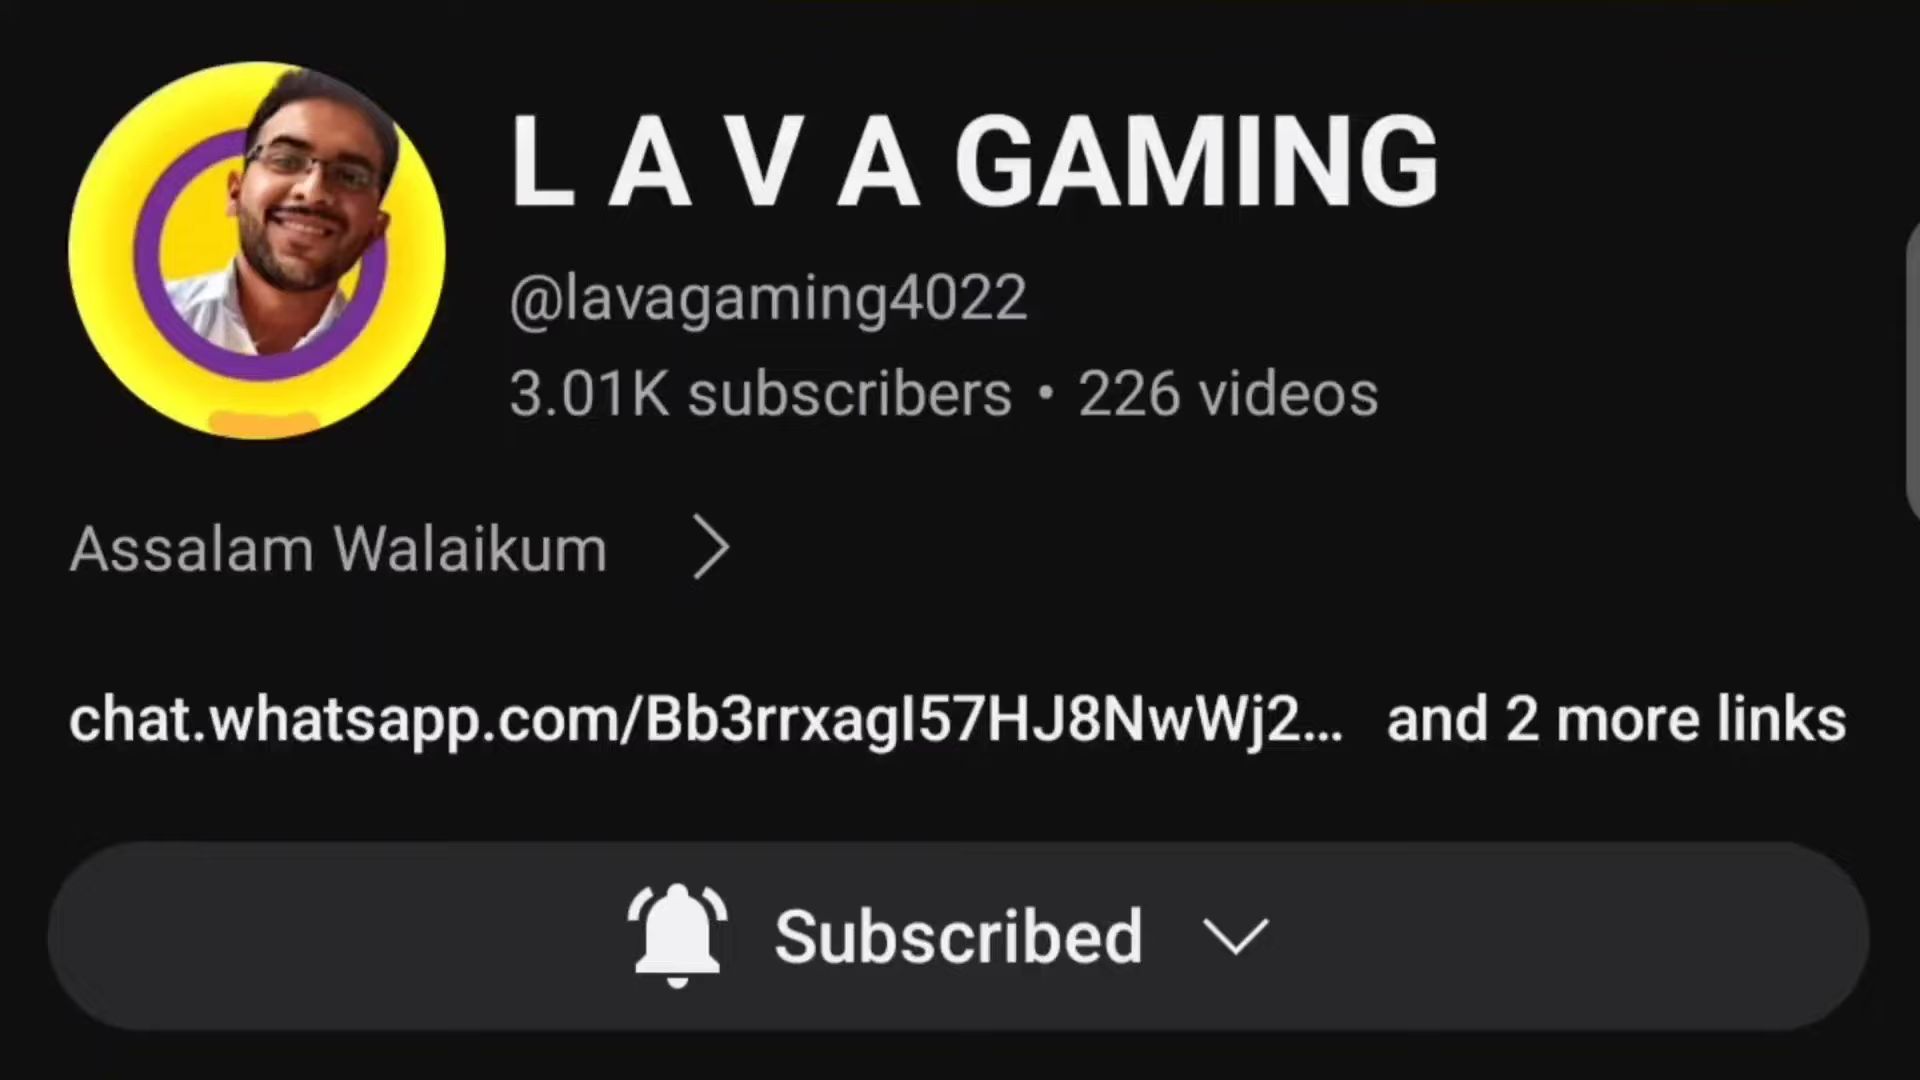 L A V A GAMING
@lavagaming4022
3.01K subscribers • 226 videos
Assalam Walaikum
chat.whatsapp.com/Bb3rrxagI57HJ8NwWj2... and 2 more links
Subscribed